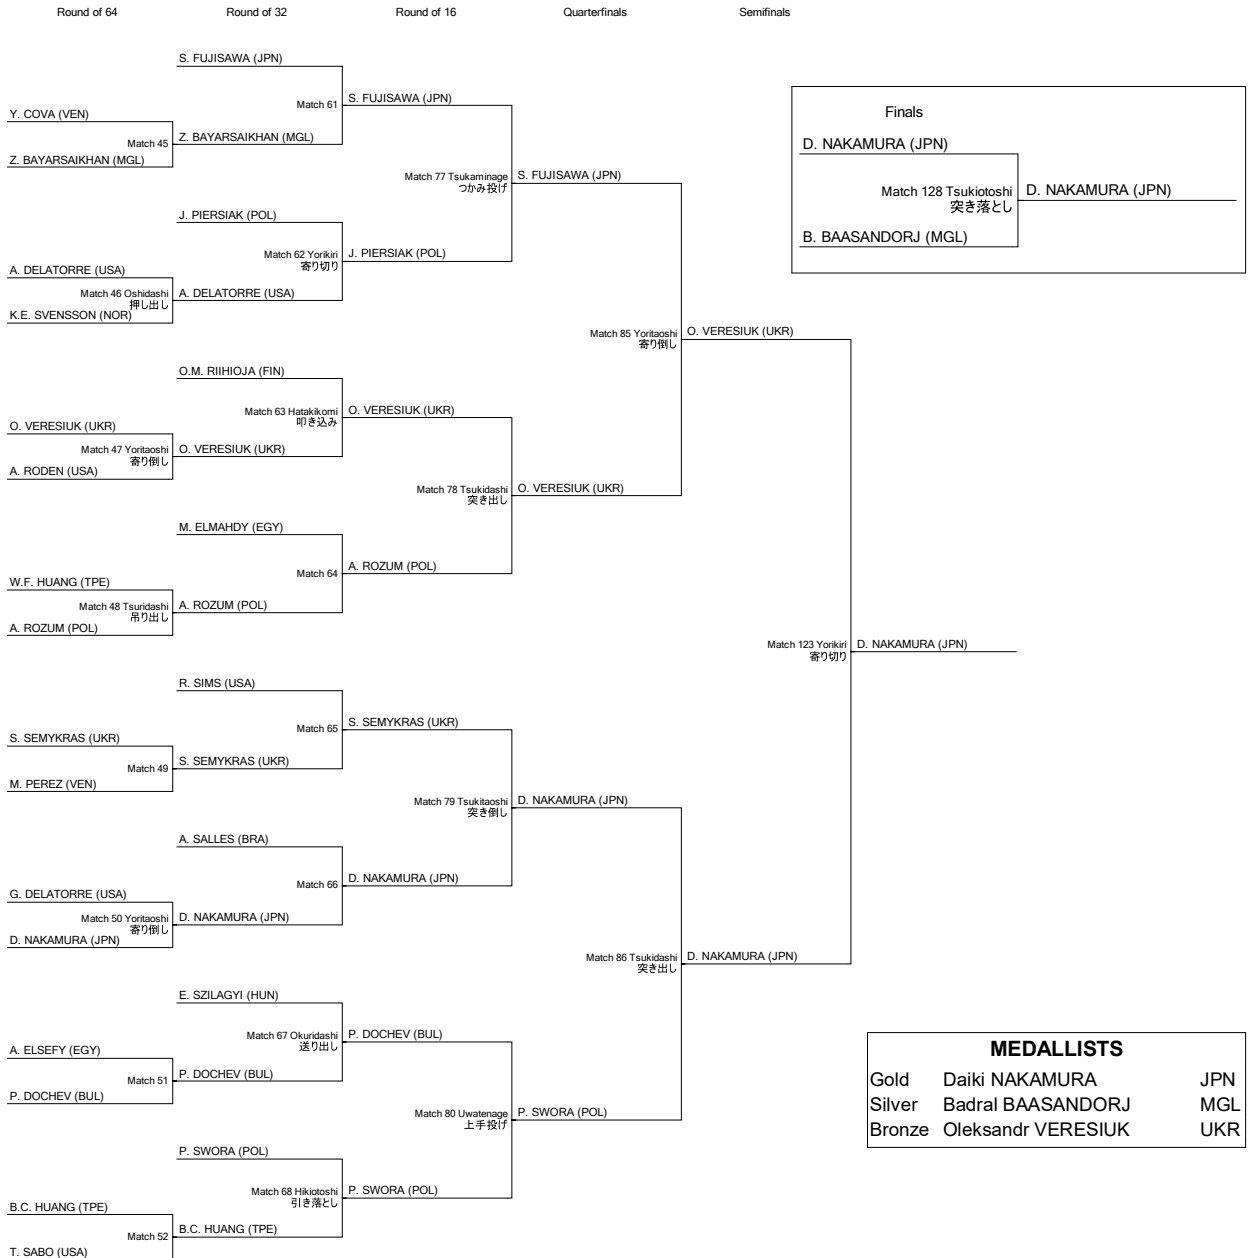 Round of 64 Round of 32 Round of 16 Quarterfinals Semifinals
S. FUJISAWA (JPN)
Match 61 S. FUJISAWA (JPN)
Y. COVA (VEN)
Match 45 Z. BAYARSAIKHAN (MGL)
Z. BAYARSAIKHAN (MGL)
Match 77 Tsukaminage S. FUJISAWA (JPN)
つかみ投げ
J. PIERSIAK (POL)
Match 62 Yorikiri J. PIERSIAK (POL)
寄り切り
A. DELATORRE (USA)
Match 46 Oshidashi A. DELATORRE (USA)
押し出し
K.E. SVENSSON (NOR)
Match 85 Yoritaoshi O. VERESIUK (UKR)
寄り倒し
O.M. RIIHIOJA (FIN)
Match 63 Hatakikomi O. VERESIUK (UKR)
叩き込み
O. VERESIUK (UKR)
Match 47 Yoritaoshi O. VERESIUK (UKR)
寄り倒し
A. RODEN (USA)
Match 78 Tsukidashi O. VERESIUK (UKR)
突き出し
M. ELMAHDY (EGY)
Match 64 A. ROZUM (POL)
W.F. HUANG (TPE)
Match 48 Tsuridashi A. ROZUM (POL)
吊り出し
A. ROZUM (POL)
Match 123 Yorikiri D. NAKAMURA (JPN)
寄り切り
R. SIMS (USA)
Match 65 S. SEMYKRAS (UKR)
S. SEMYKRAS (UKR)
Match 49 S. SEMYKRAS (UKR)
M. PEREZ (VEN)
Match 79 Tsukitaoshi D. NAKAMURA (JPN)
突き倒し
A. SALLES (BRA)
Match 66 D. NAKAMURA (JPN)
G. DELATORRE (USA)
Match 50 Yoritaoshi D. NAKAMURA (JPN)
寄り倒し
D. NAKAMURA (JPN)
Match 86 Tsukidashi D. NAKAMURA (JPN)
突き出し
E. SZILAGYI (HUN)
Match 67 Okuridashi P. DOCHEV (BUL)
送り出し
A. ELSEFY (EGY)
Match 51 P. DOCHEV (BUL)
P. DOCHEV (BUL)
Match 80 Uwatenage P. SWORA (POL)
上手投げ
P. SWORA (POL)
Match 68 Hikiotoshi P. SWORA (POL)
引き落とし
B.C. HUANG (TPE)
Match 52 B.C. HUANG (TPE)
T. SABO (USA)
Finals
D. NAKAMURA (JPN)
Match 128 Tsukiotoshi D. NAKAMURA (JPN)
突き落とし
B. BAASANDORJ (MGL)
MEDALLISTS
Gold Daiki NAKAMURA JPN
Silver Badral BAASANDORJ MGL
Bronze Oleksandr VERESIUK UKR